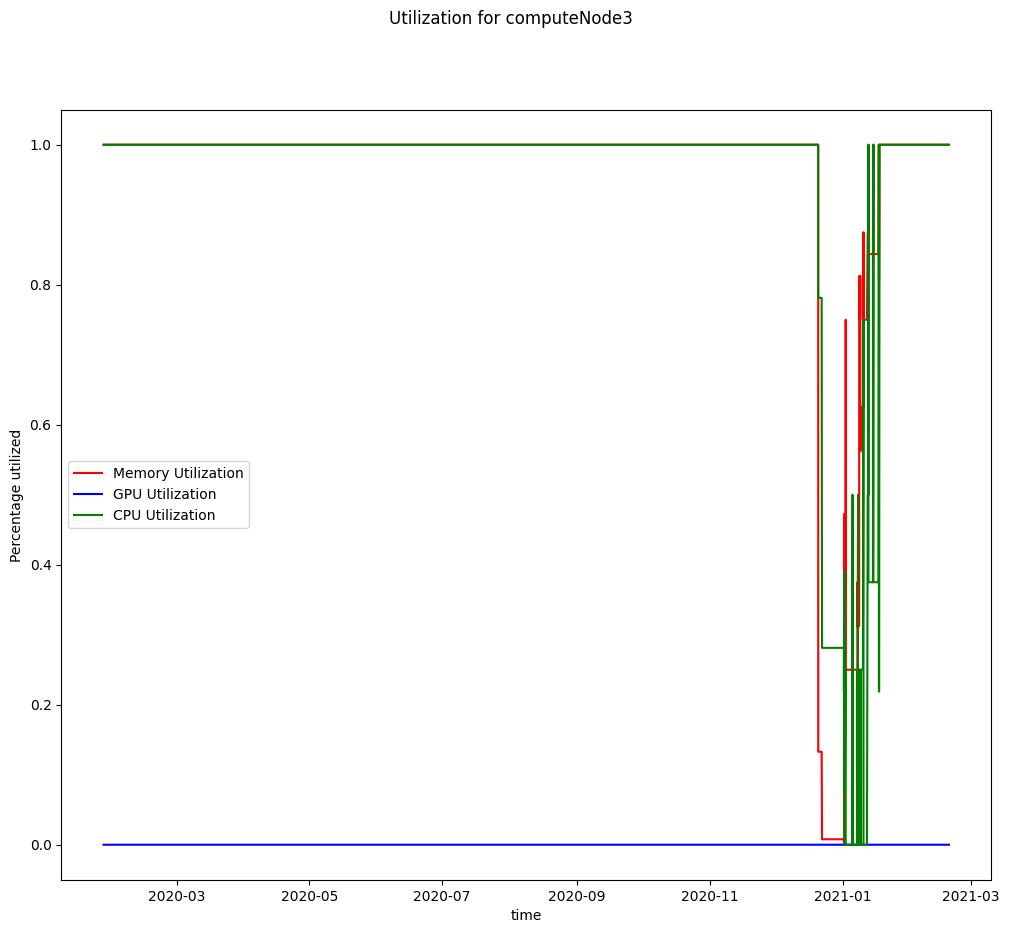 Utilization for computeNode3
1.0
0.8
0.6
0.4
0.2
0.0
Percentage utilized
Memory Utilization
GPU Utilization
CPU Utilization
2020-03 2020-05 2020-07 2020-09 2020-11 2021-01 2021-03
time